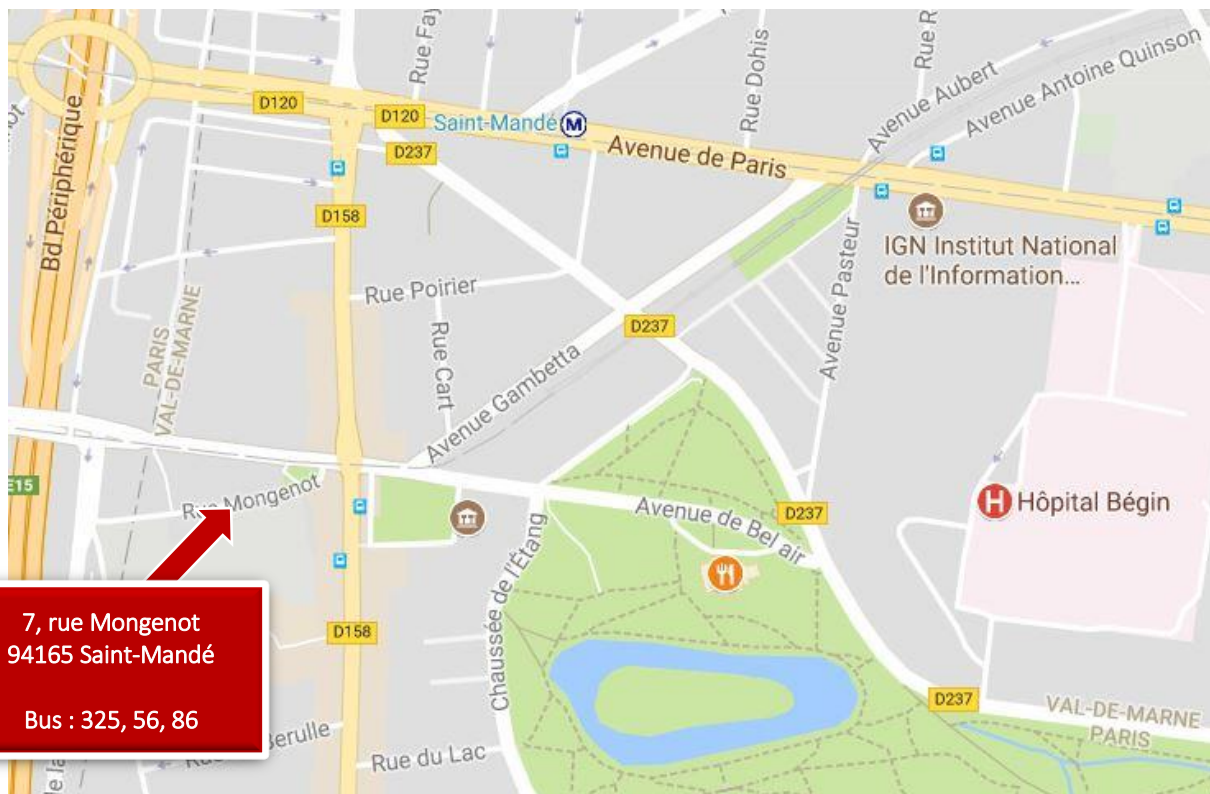 Rue Fay
Rue Dohis
Rue R
Avenue Aubert
Avenue Antoine Quinson
D120
D120
Saint-Mandé M
Avenue de Paris
D237
Bd Périphérique
D158
IGN Institut National
de l'Information...
Rue Poirier
Rue Cart
D237
Avenue Pasteur
PARIS
VAL-DE-MARNE
Avenue Gambetta
E15
Rue Mongenot
H Hôpital Bégin
Avenue de Bel air
D237
Chaussée de l'Étang
7, rue Mongenot
94165 Saint-Mandé
Bus : 325, 56, 86
D158
D237
VAL-DE-MARNE
PARIS
Berulle
Rue du Lac
de la